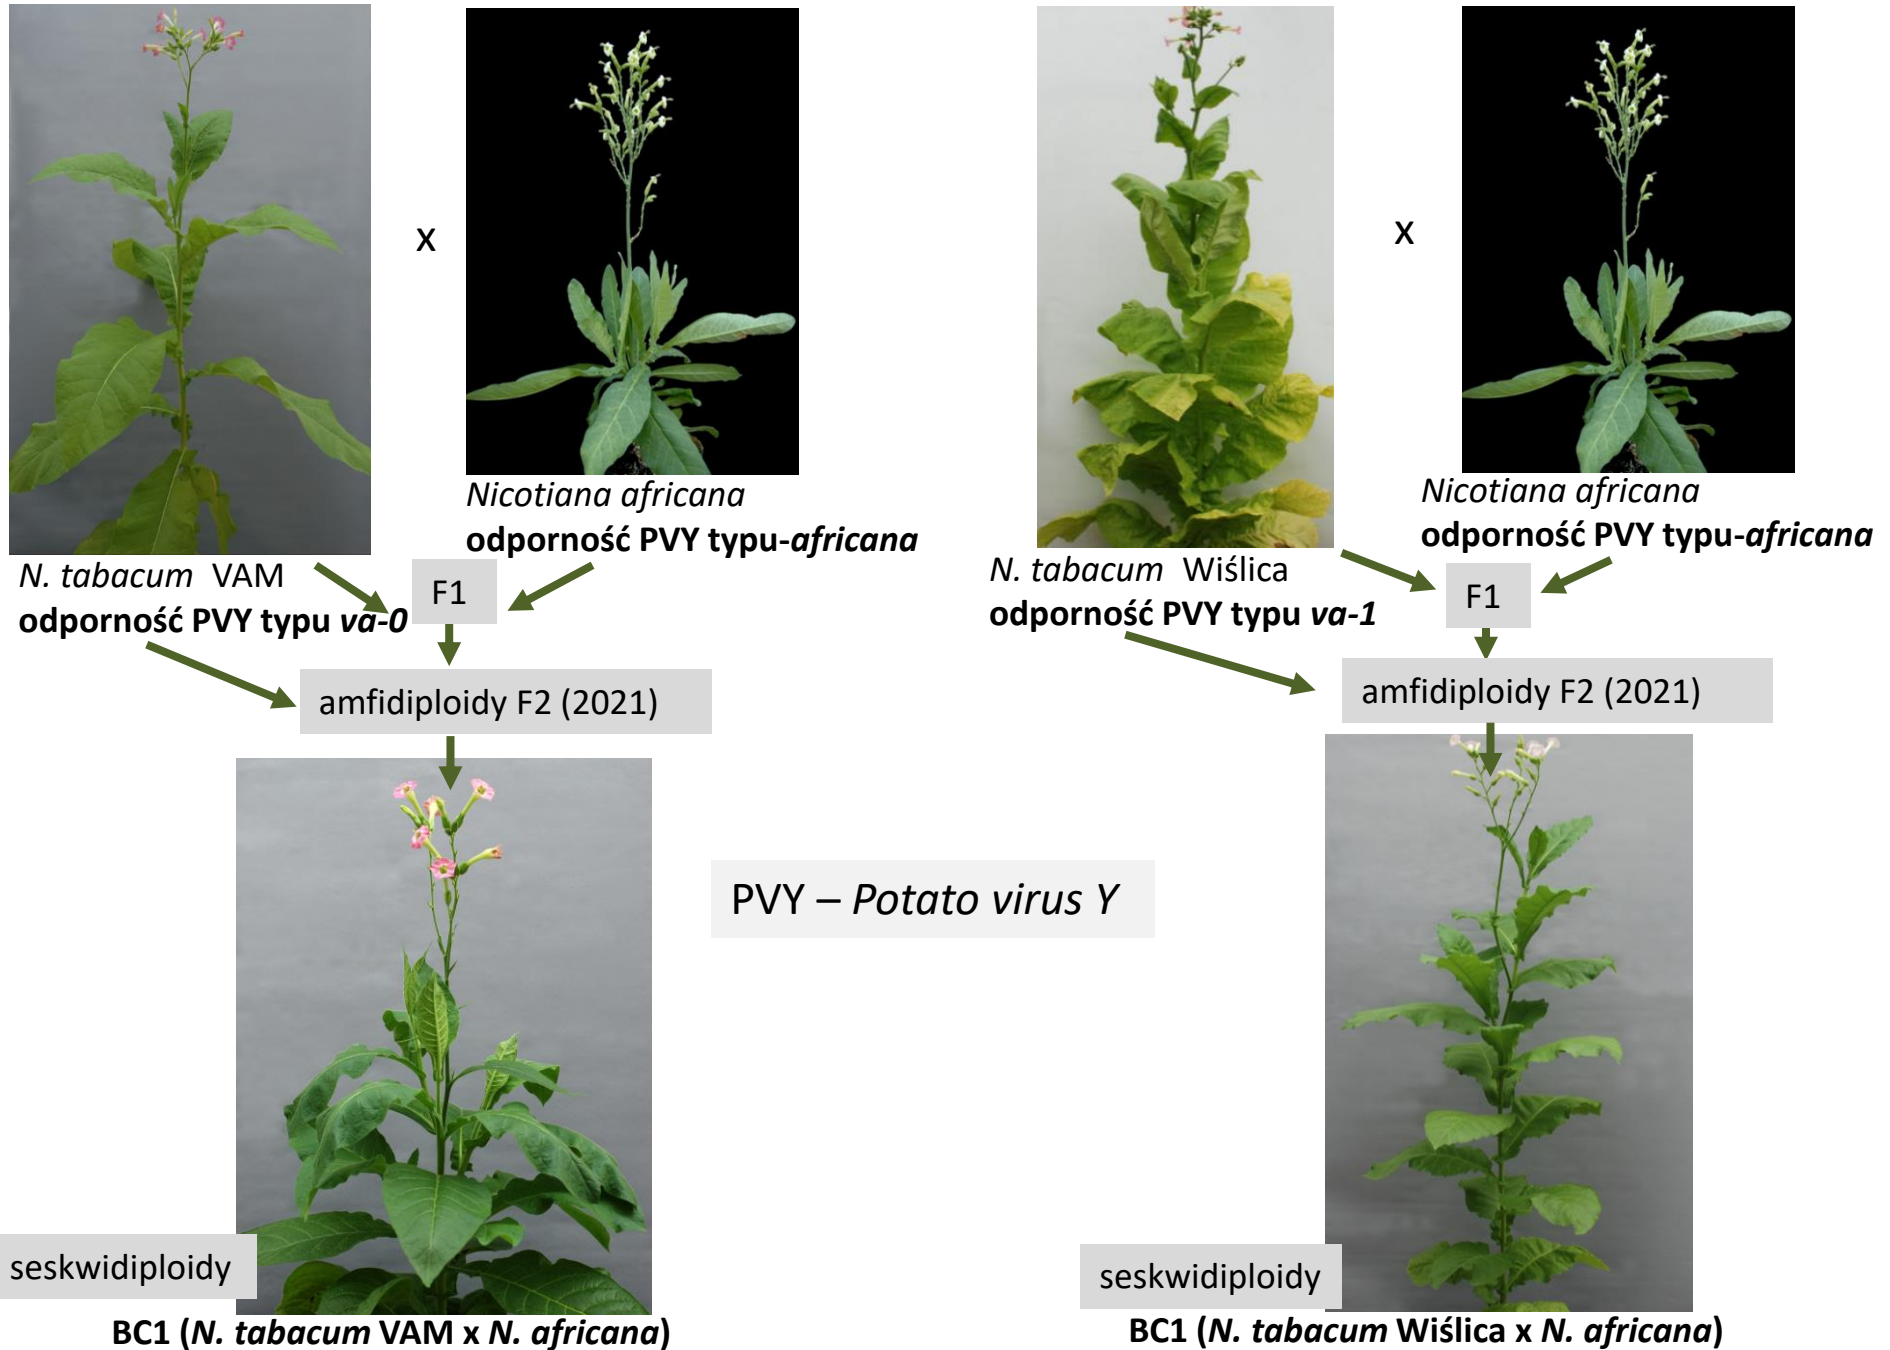 x
x
Nicotiana africana
odporność PVY typu-africana
Nicotiana africana
odporność PVY typu-africana
N. tabacum VAM
odporność PVY typu va-0
F1
N. tabacum Wiślica
odporność PVY typu va-1
F1
amfidiploidy F2 (2021)
amfidiploidy F2 (2021)
PVY – Potato virus Y
seskwidiploidy
BC1 (N. tabacum VAM x N. africana)
seskwidiploidy
BC1 (N. tabacum Wiślica x N. africana)